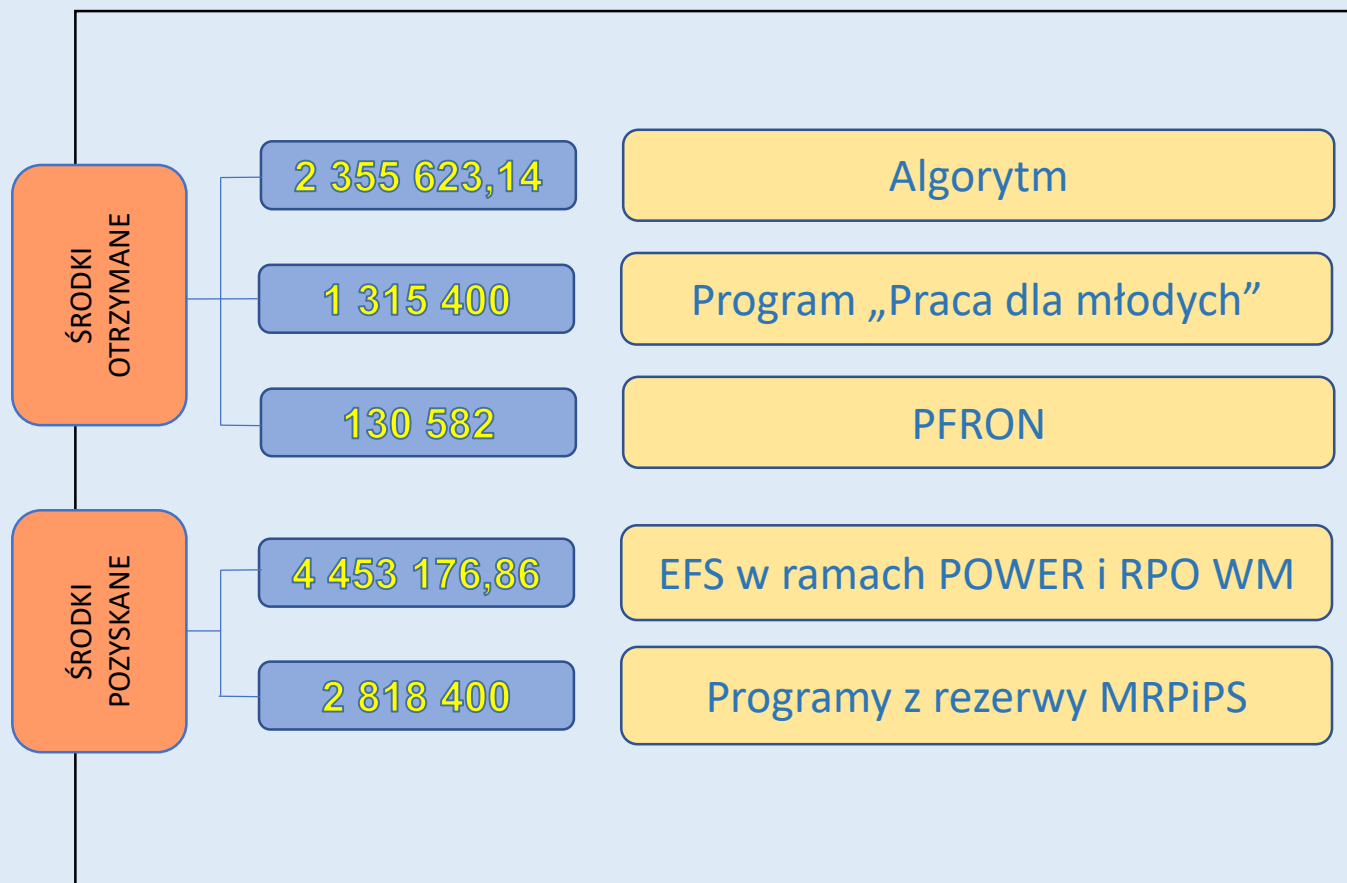 ŚRODKI
OTRZYMANE
2 355 623,14
Algorytm
1 315 400
Program „Praca dla młodych”
130 582
PFRON
ŚRODKI
POZYSKANE
4 453 176,86
EFS w ramach POWER i RPO WM
2 818 400
Programy z rezerwy MRPiPS